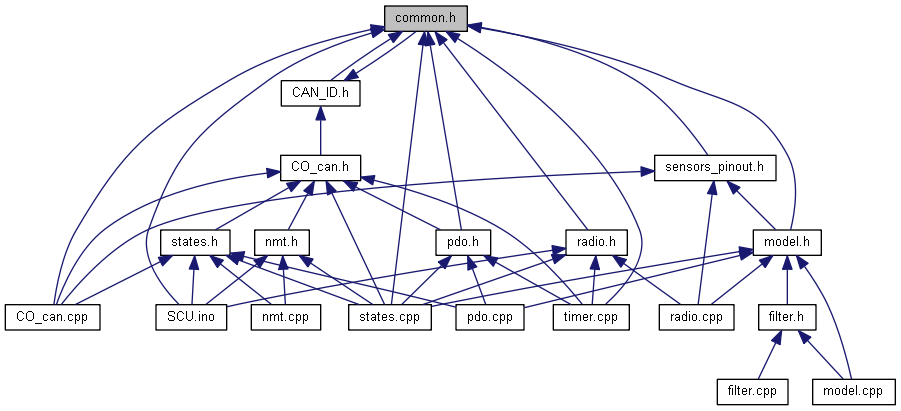 common.h
CAN_ID.h
CO_can.h
sensors_pinout.h
states.h
nmt.h
pdo.h
radio.h
model.h
CO_can.cpp
SCU.ino
nmt.cpp
states.cpp
pdo.cpp
timer.cpp
radio.cpp
filter.h
filter.cpp
model.cpp